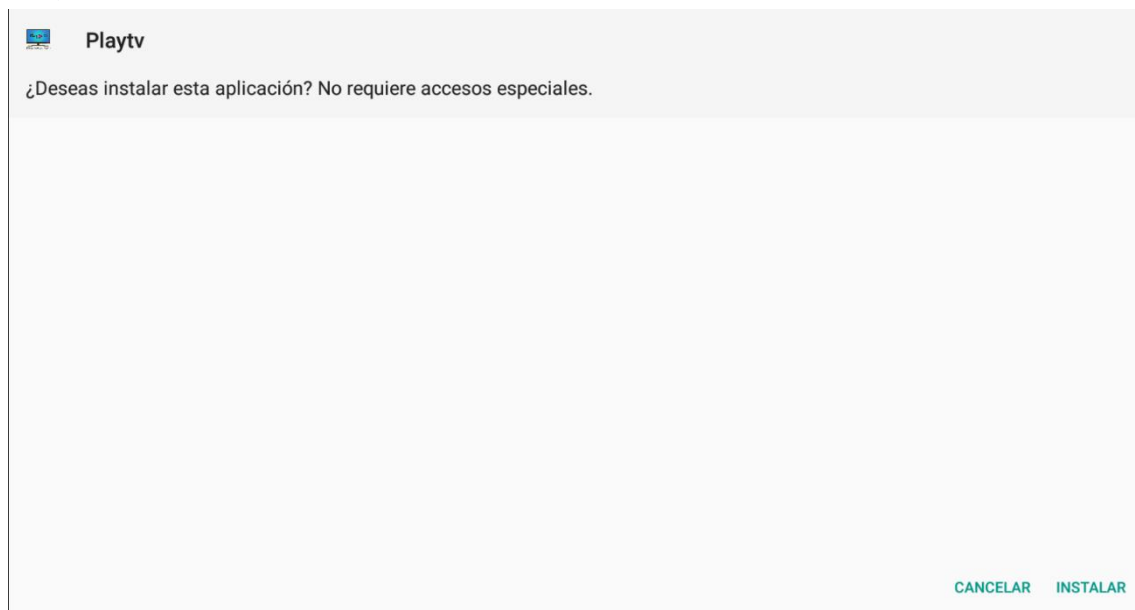 Playtv
¿Deseas instalar esta aplicación? No requiere accesos especiales.
CANCELAR INSTALAR